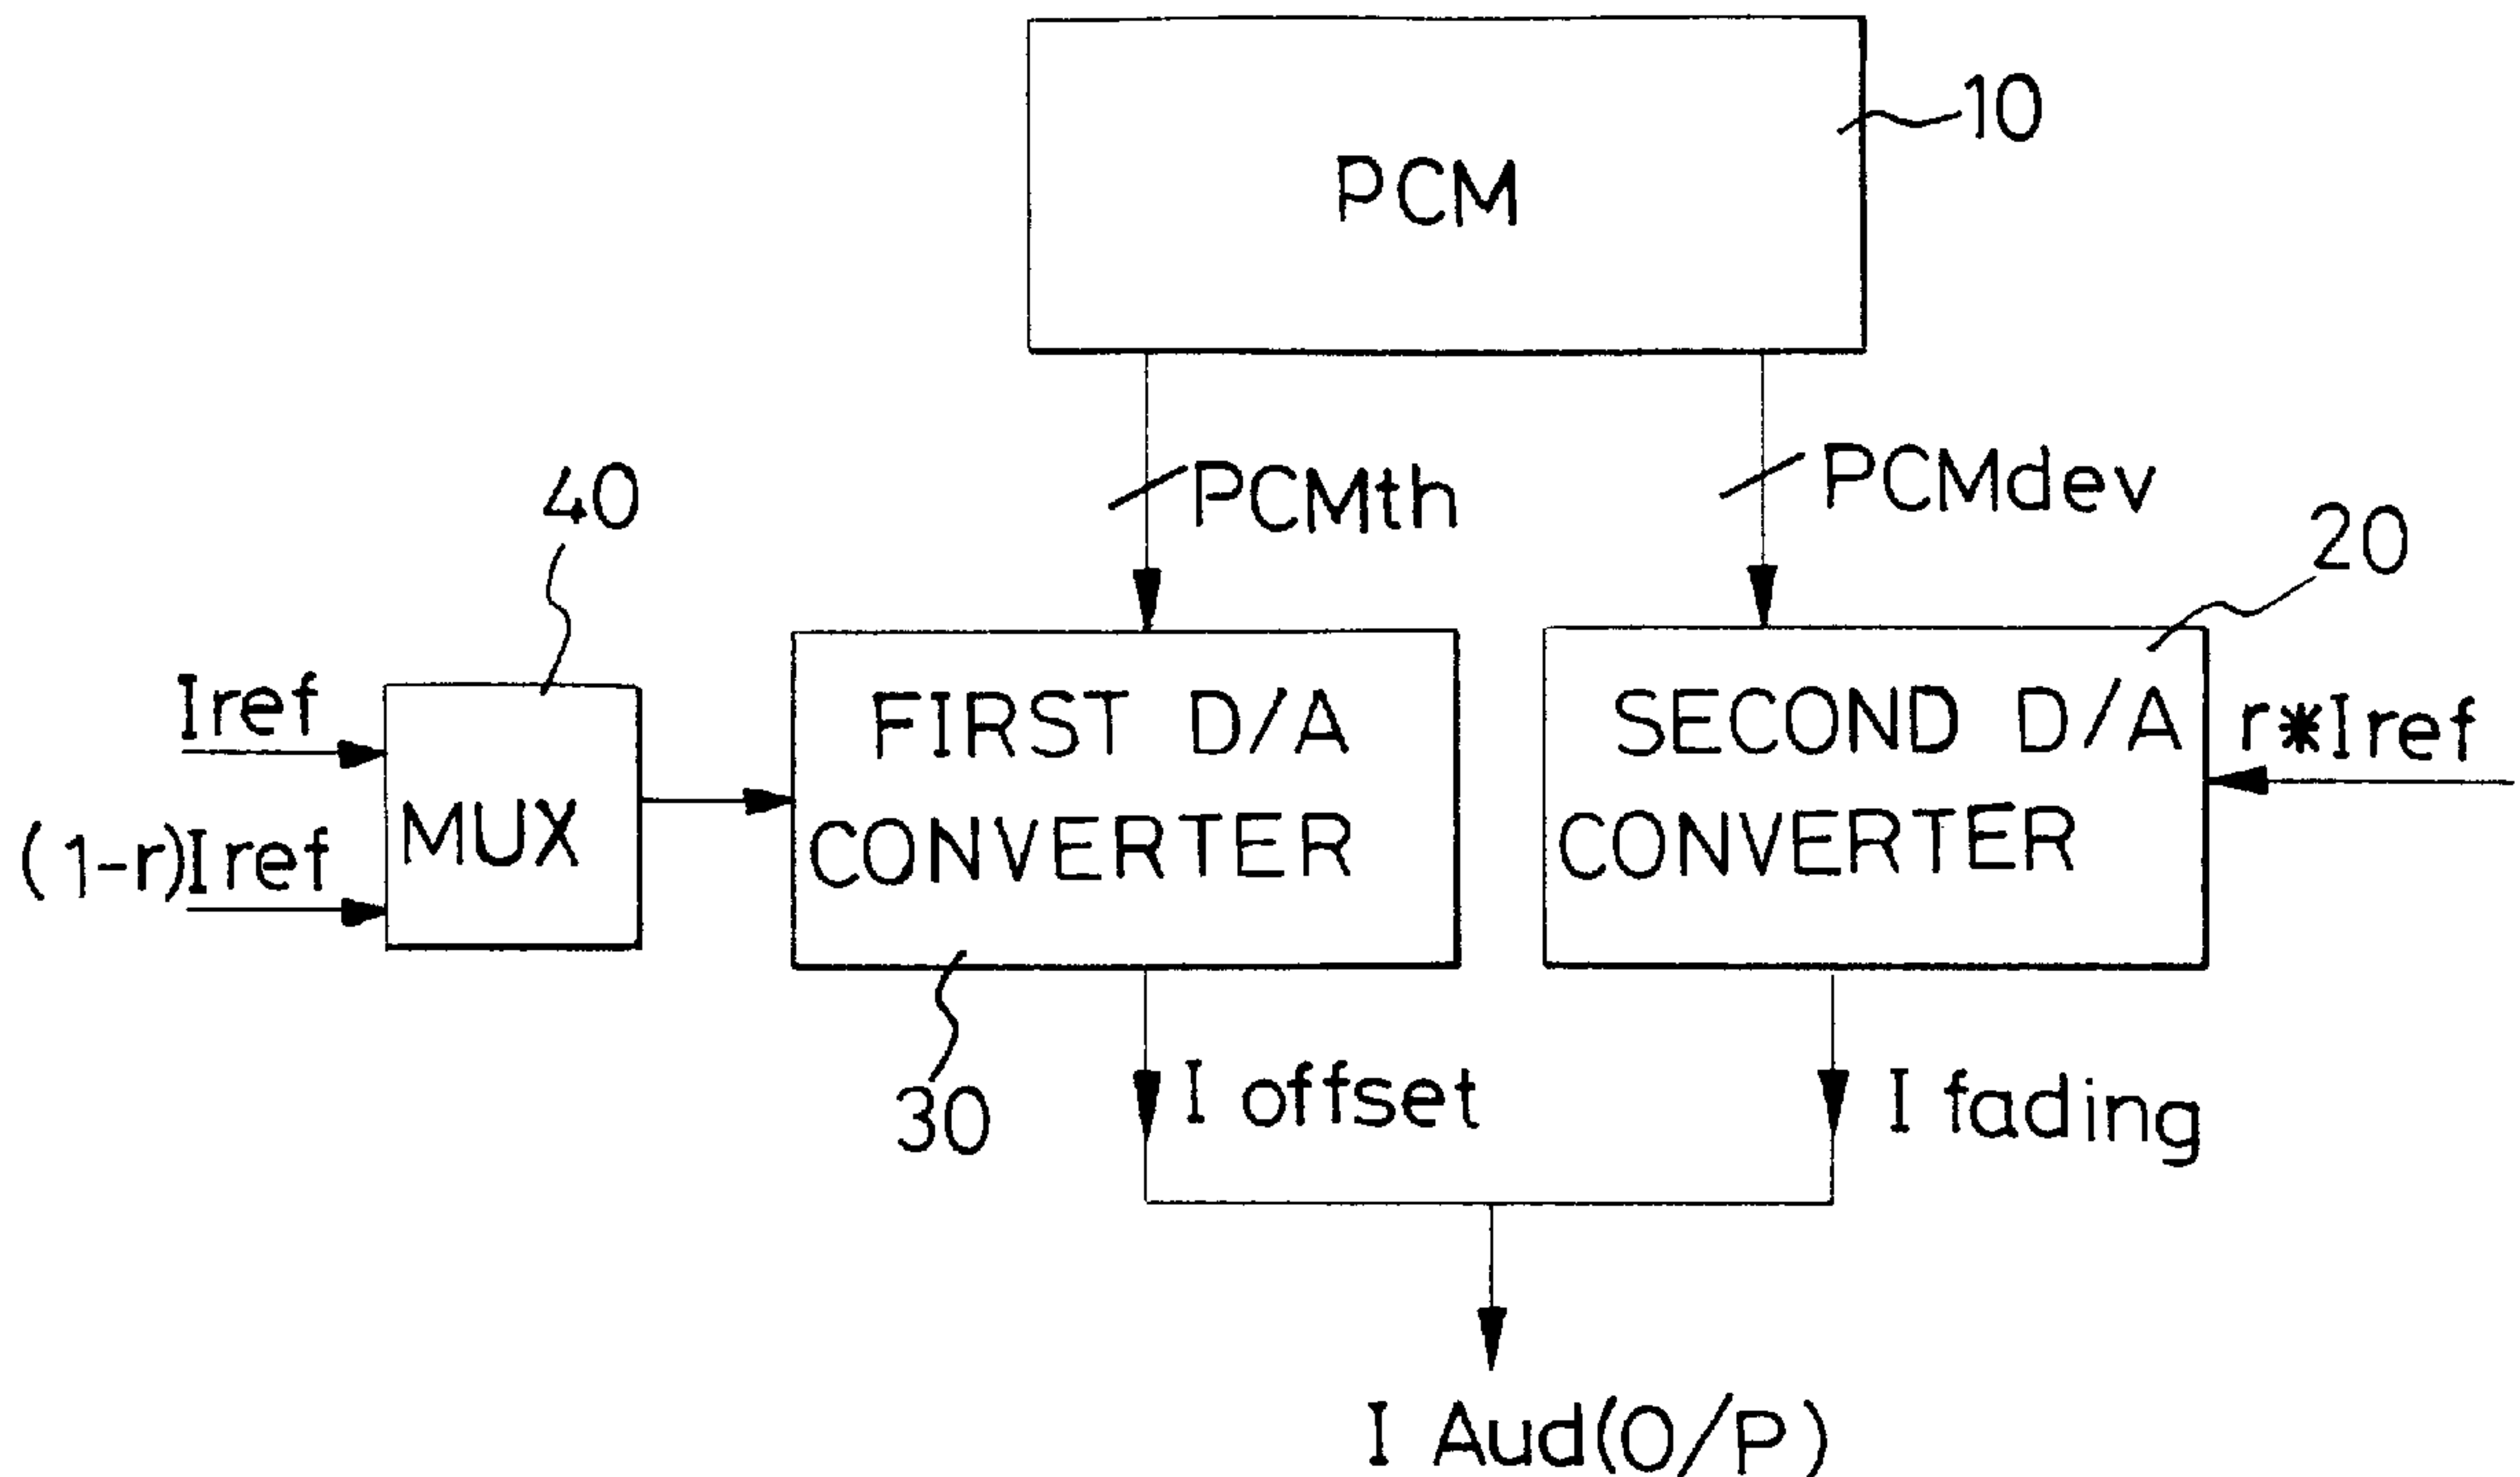 10
PCM
PCMth
PCMdev
40
20
Iref
(1-r)Iref
MUX
FIRST D/A
CONVERTER
SECOND D/A
CONVERTER
r*Iref
30
I offset
I fading
I Aud(O/P)